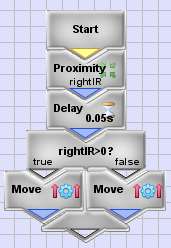 Start
Proximity
rightIR
Delay
0.05s
rightIR>0?
true false
Move Move